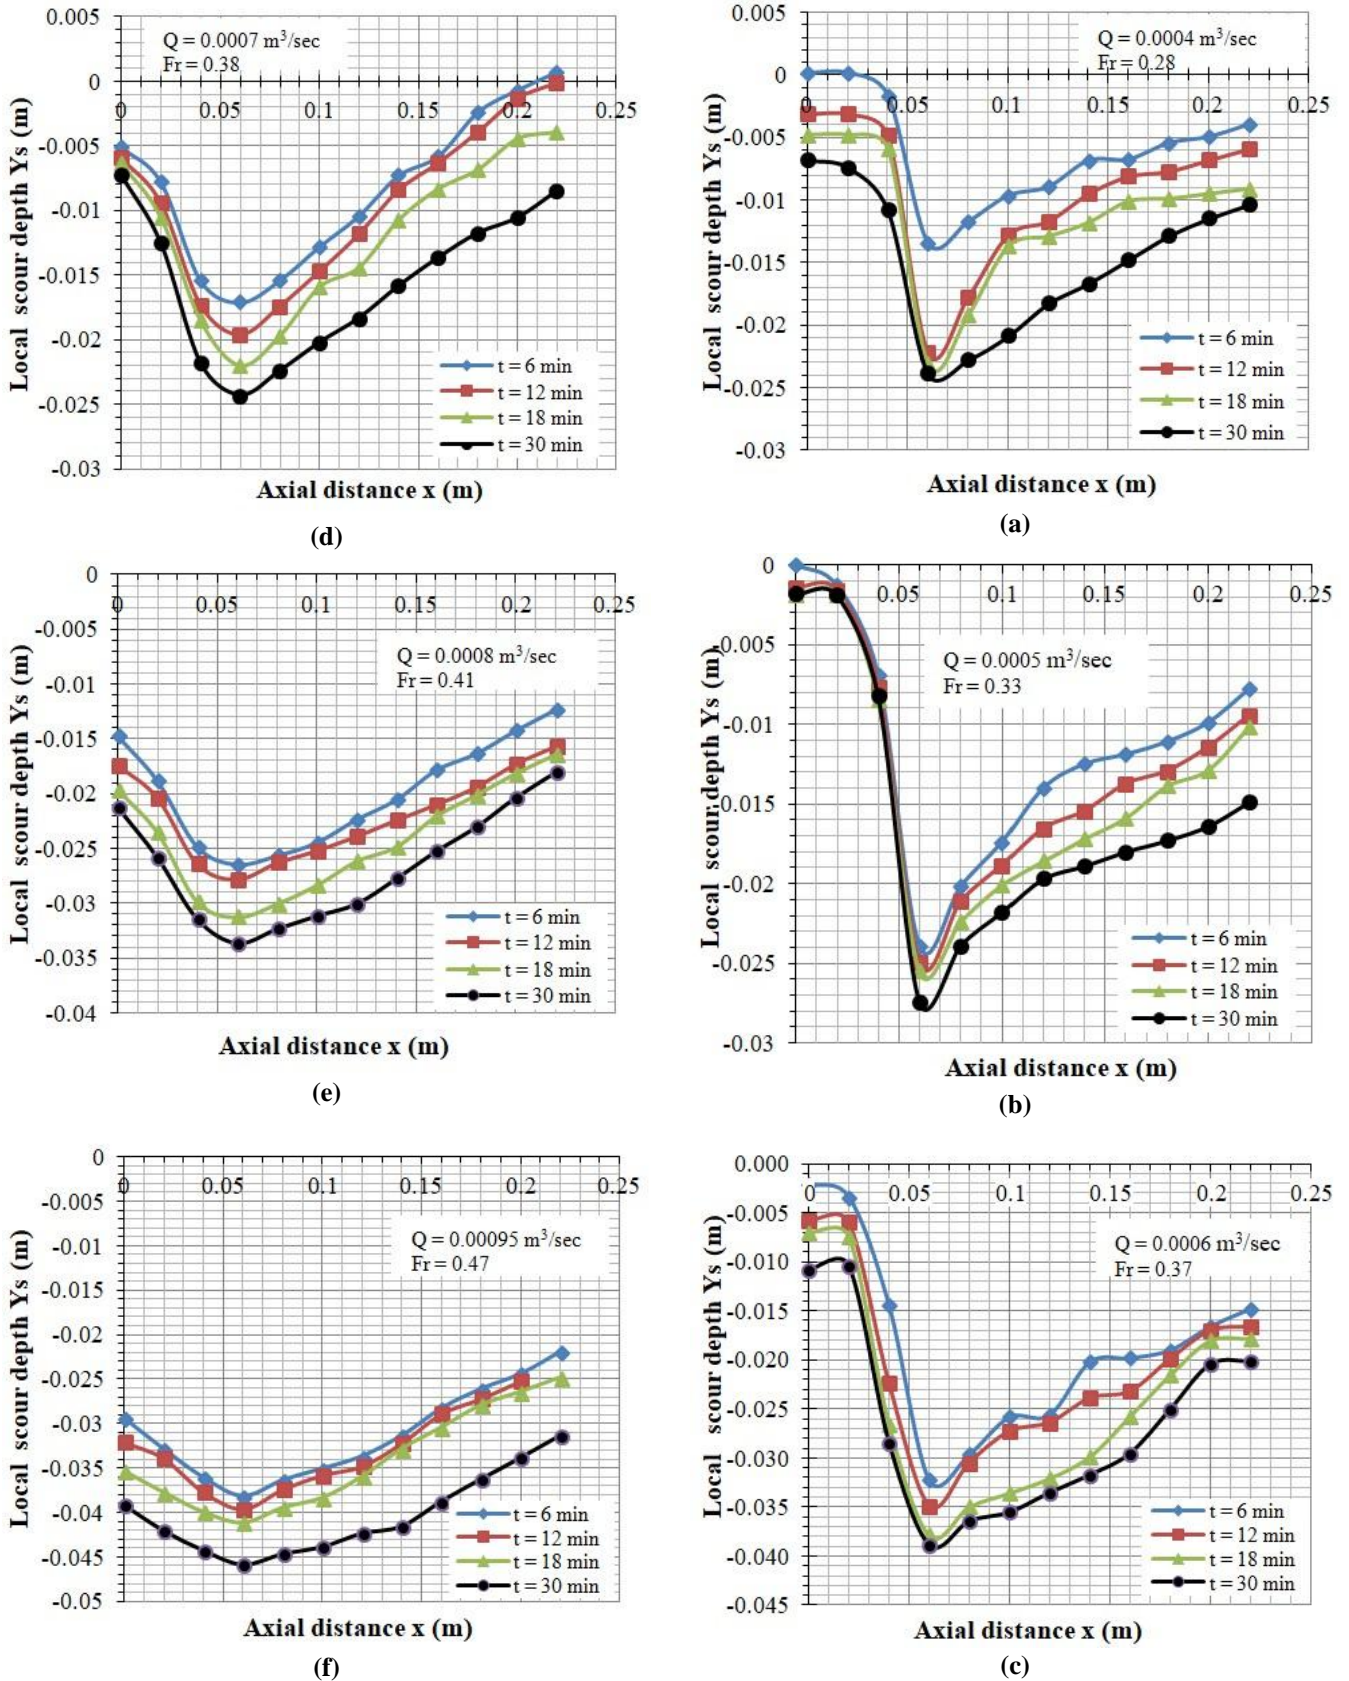 0.005
0
-0.005
-0.01
-0.015
-0.02
-0.025
-0.03
Local scour depth Ys (m)
Q = 0.0007 m³/sec
Fr = 0.38
0 0.05 0.1 0.15 0.2 0.25
t = 6 min
t = 12 min
t = 18 min
t = 30 min
Axial distance x (m)
(d)
0.005
0
-0.005
-0.01
-0.015
-0.02
-0.025
-0.03
Local scour depth Ys (m)
Q = 0.0004 m³/sec
Fr = 0.28
0 0.05 0.1 0.15 0.2 0.25
t = 6 min
t = 12 min
t = 18 min
t = 30 min
Axial distance x (m)
(a)
0
-0.005
-0.01
-0.015
-0.02
-0.025
-0.03
-0.035
-0.04
Local scour depth Ys (m)
0 0.05 0.1 0.15 0.2 0.25
Q = 0.0008 m³/sec
Fr = 0.41
t = 6 min
t = 12 min
t = 18 min
t = 30 min
Axial distance x (m)
(e)
0
-0.005
-0.01
-0.015
-0.02
-0.025
-0.03
Local scour depth Ys (m)
0.05 0.1 0.15 0.2 0.25
Q = 0.0005 m³/sec
Fr = 0.33
t = 6 min
t = 12 min
t = 18 min
t = 30 min
Axial distance x (m)
(b)
0
-0.005
-0.01
-0.015
-0.02
-0.025
-0.03
-0.035
-0.04
-0.045
-0.05
Local scour depth Ys (m)
0 0.05 0.1 0.15 0.2 0.25
Q = 0.00095 m³/sec
Fr = 0.47
t = 6 min
t = 12 min
t = 18 min
t = 30 min
Axial distance x (m)
(f)
0.000
-0.005
-0.010
-0.015
-0.020
-0.025
-0.030
-0.035
-0.040
-0.045
Local scour depth Ys (m)
0 0.05 0.1 0.15 0.2 0.25
Q = 0.0006 m³/sec
Fr = 0.37
t = 6 min
t = 12 min
t = 18 min
t = 30 min
Axial distance x (m)
(c)